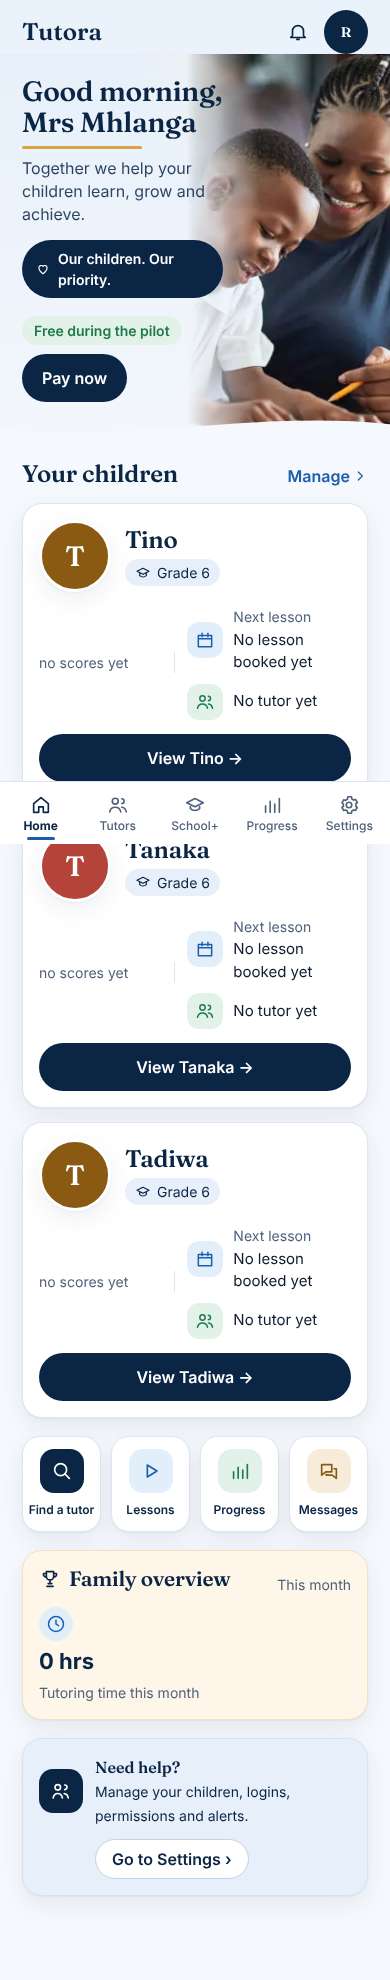 Tutora
R
Good morning,
Mrs Mhlanga
Together we help your
children learn, grow and
achieve.
Our children. Our
priority.
Free during the pilot
Pay now
Your children
Manage ›
T
Tino
Grade 6
no scores yet
Next lesson
No lesson
booked yet
No tutor yet
View Tino →
Home
Tutors
School+
Progress
Settings
T
Tanaka
Grade 6
no scores yet
Next lesson
No lesson
booked yet
No tutor yet
View Tanaka →
T
Tadiwa
Grade 6
no scores yet
Next lesson
No lesson
booked yet
No tutor yet
View Tadiwa →
Find a tutor
Lessons
Progress
Messages
Family overview
This month
0 hrs
Tutoring time this month
Need help?
Manage your children, logins,
permissions and alerts.
Go to Settings ›